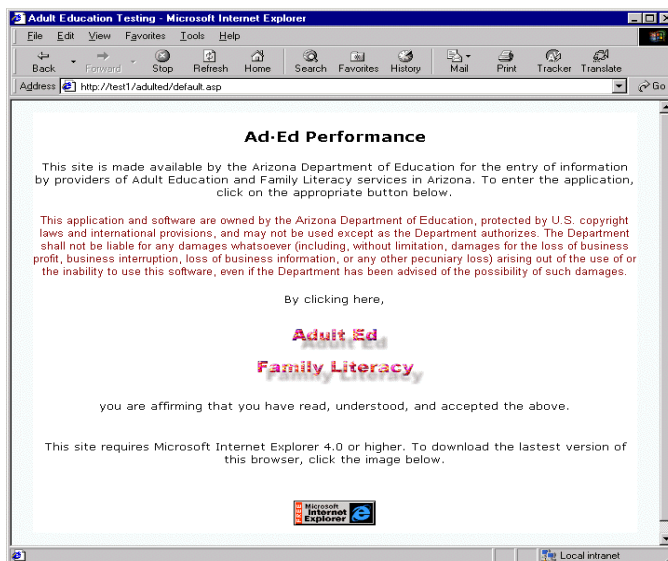 Adult Education Testing - Microsoft Internet Explorer
File Edit View Favorites Tools Help
Back Forward Stop Refresh Home Search Favorites History Mail Print Tracker Translate
Address http://test1/adulted/default.asp Go
Ad·Ed Performance
This site is made available by the Arizona Department of Education for the entry of information
by providers of Adult Education and Family Literacy services in Arizona. To enter the application,
click on the appropriate button below.
This application and software are owned by the Arizona Department of Education, protected by U.S. copyright
laws and international provisions, and may not be used except as the Department authorizes. The Department
shall not be liable for any damages whatsoever (including, without limitation, damages for the loss of business
profit, business interruption, loss of business information, or any other pecuniary loss) arising out of the use of or
the inability to use this software, even if the Department has been advised of the possibility of such damages.
By clicking here,
Adult Ed
Family Literacy
you are affirming that you have read, understood, and accepted the above.
This site requires Microsoft Internet Explorer 4.0 or higher. To download the lastest version of
this browser, click the image below.
FREE
Microsoft
Internet
Explorer
Local intranet